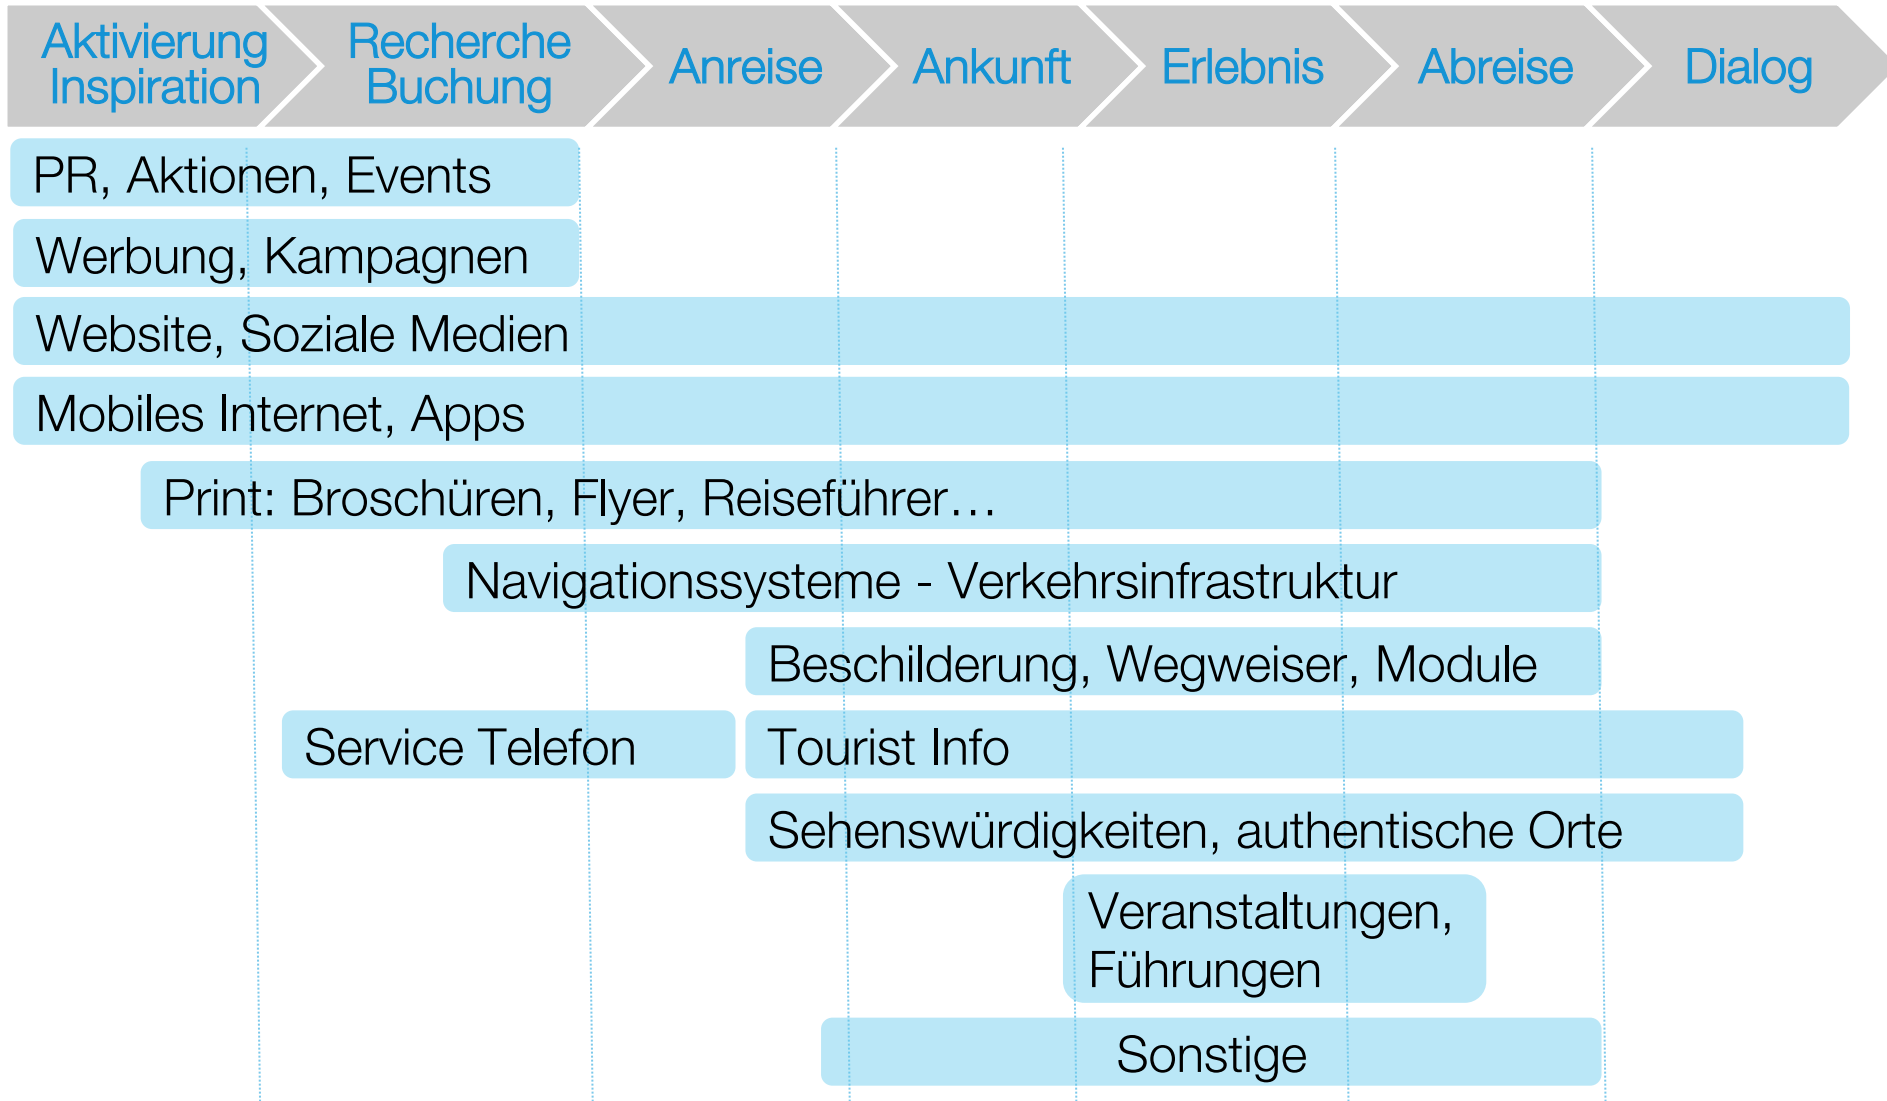 Aktivierung
Inspiration
Recherche
Buchung
Anreise
Ankunft
Erlebnis
Abreise
Dialog
PR, Aktionen, Events
Werbung, Kampagnen
Website, Soziale Medien
Mobiles Internet, Apps
Print: Broschüren, Flyer, Reiseführer…
Navigationssysteme - Verkehrsinfrastruktur
Beschilderung, Wegweiser, Module
Service Telefon
Tourist Info
Sehenswürdigkeiten, authentische Orte
Veranstaltungen,
Führungen
Sonstige